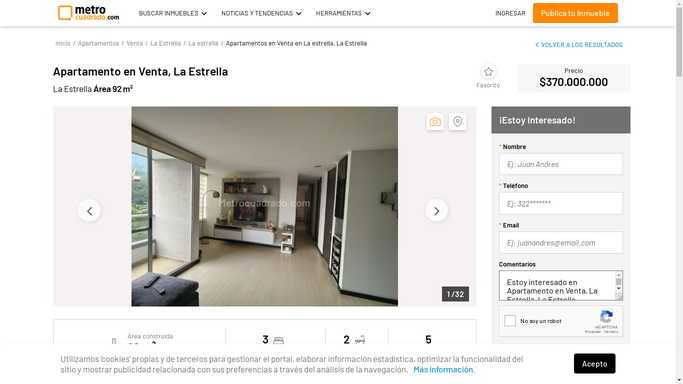 metro
cuadrado.com
BUSCAR INMUEBLES
NOTICIAS Y TENDENCIAS
HERRAMIENTAS
INGRESAR
Publica tu Inmueble
Inicio / Apartamentos / Venta / La Estrella / La estrella / Apartamentos en Venta en La estrella, La Estrella
VOLVER A LOS RESULTADOS
Apartamento en Venta, La Estrella
La Estrella Área 92 m²
Favorito
Precio
$370.000.000
Metrocuadrado.com
1 /32
¡Estoy Interesado!
* Nombre
Ej: Juan Andres
* Teléfono
Ej: 322*******
* Email
Ej: juanandres@email.com
Comentarios
Estoy interesado en
Apartamento en Venta, La
No soy un robot
reCAPTCHA
Privacidad - Términos
Área construida
3
2
5
Utilizamos 'cookies' propias y de terceros para gestionar el portal, elaborar información estadística, optimizar la funcionalidad del
sitio y mostrar publicidad relacionada con sus preferencias a través del análisis de la navegación. Más información.
Acepto